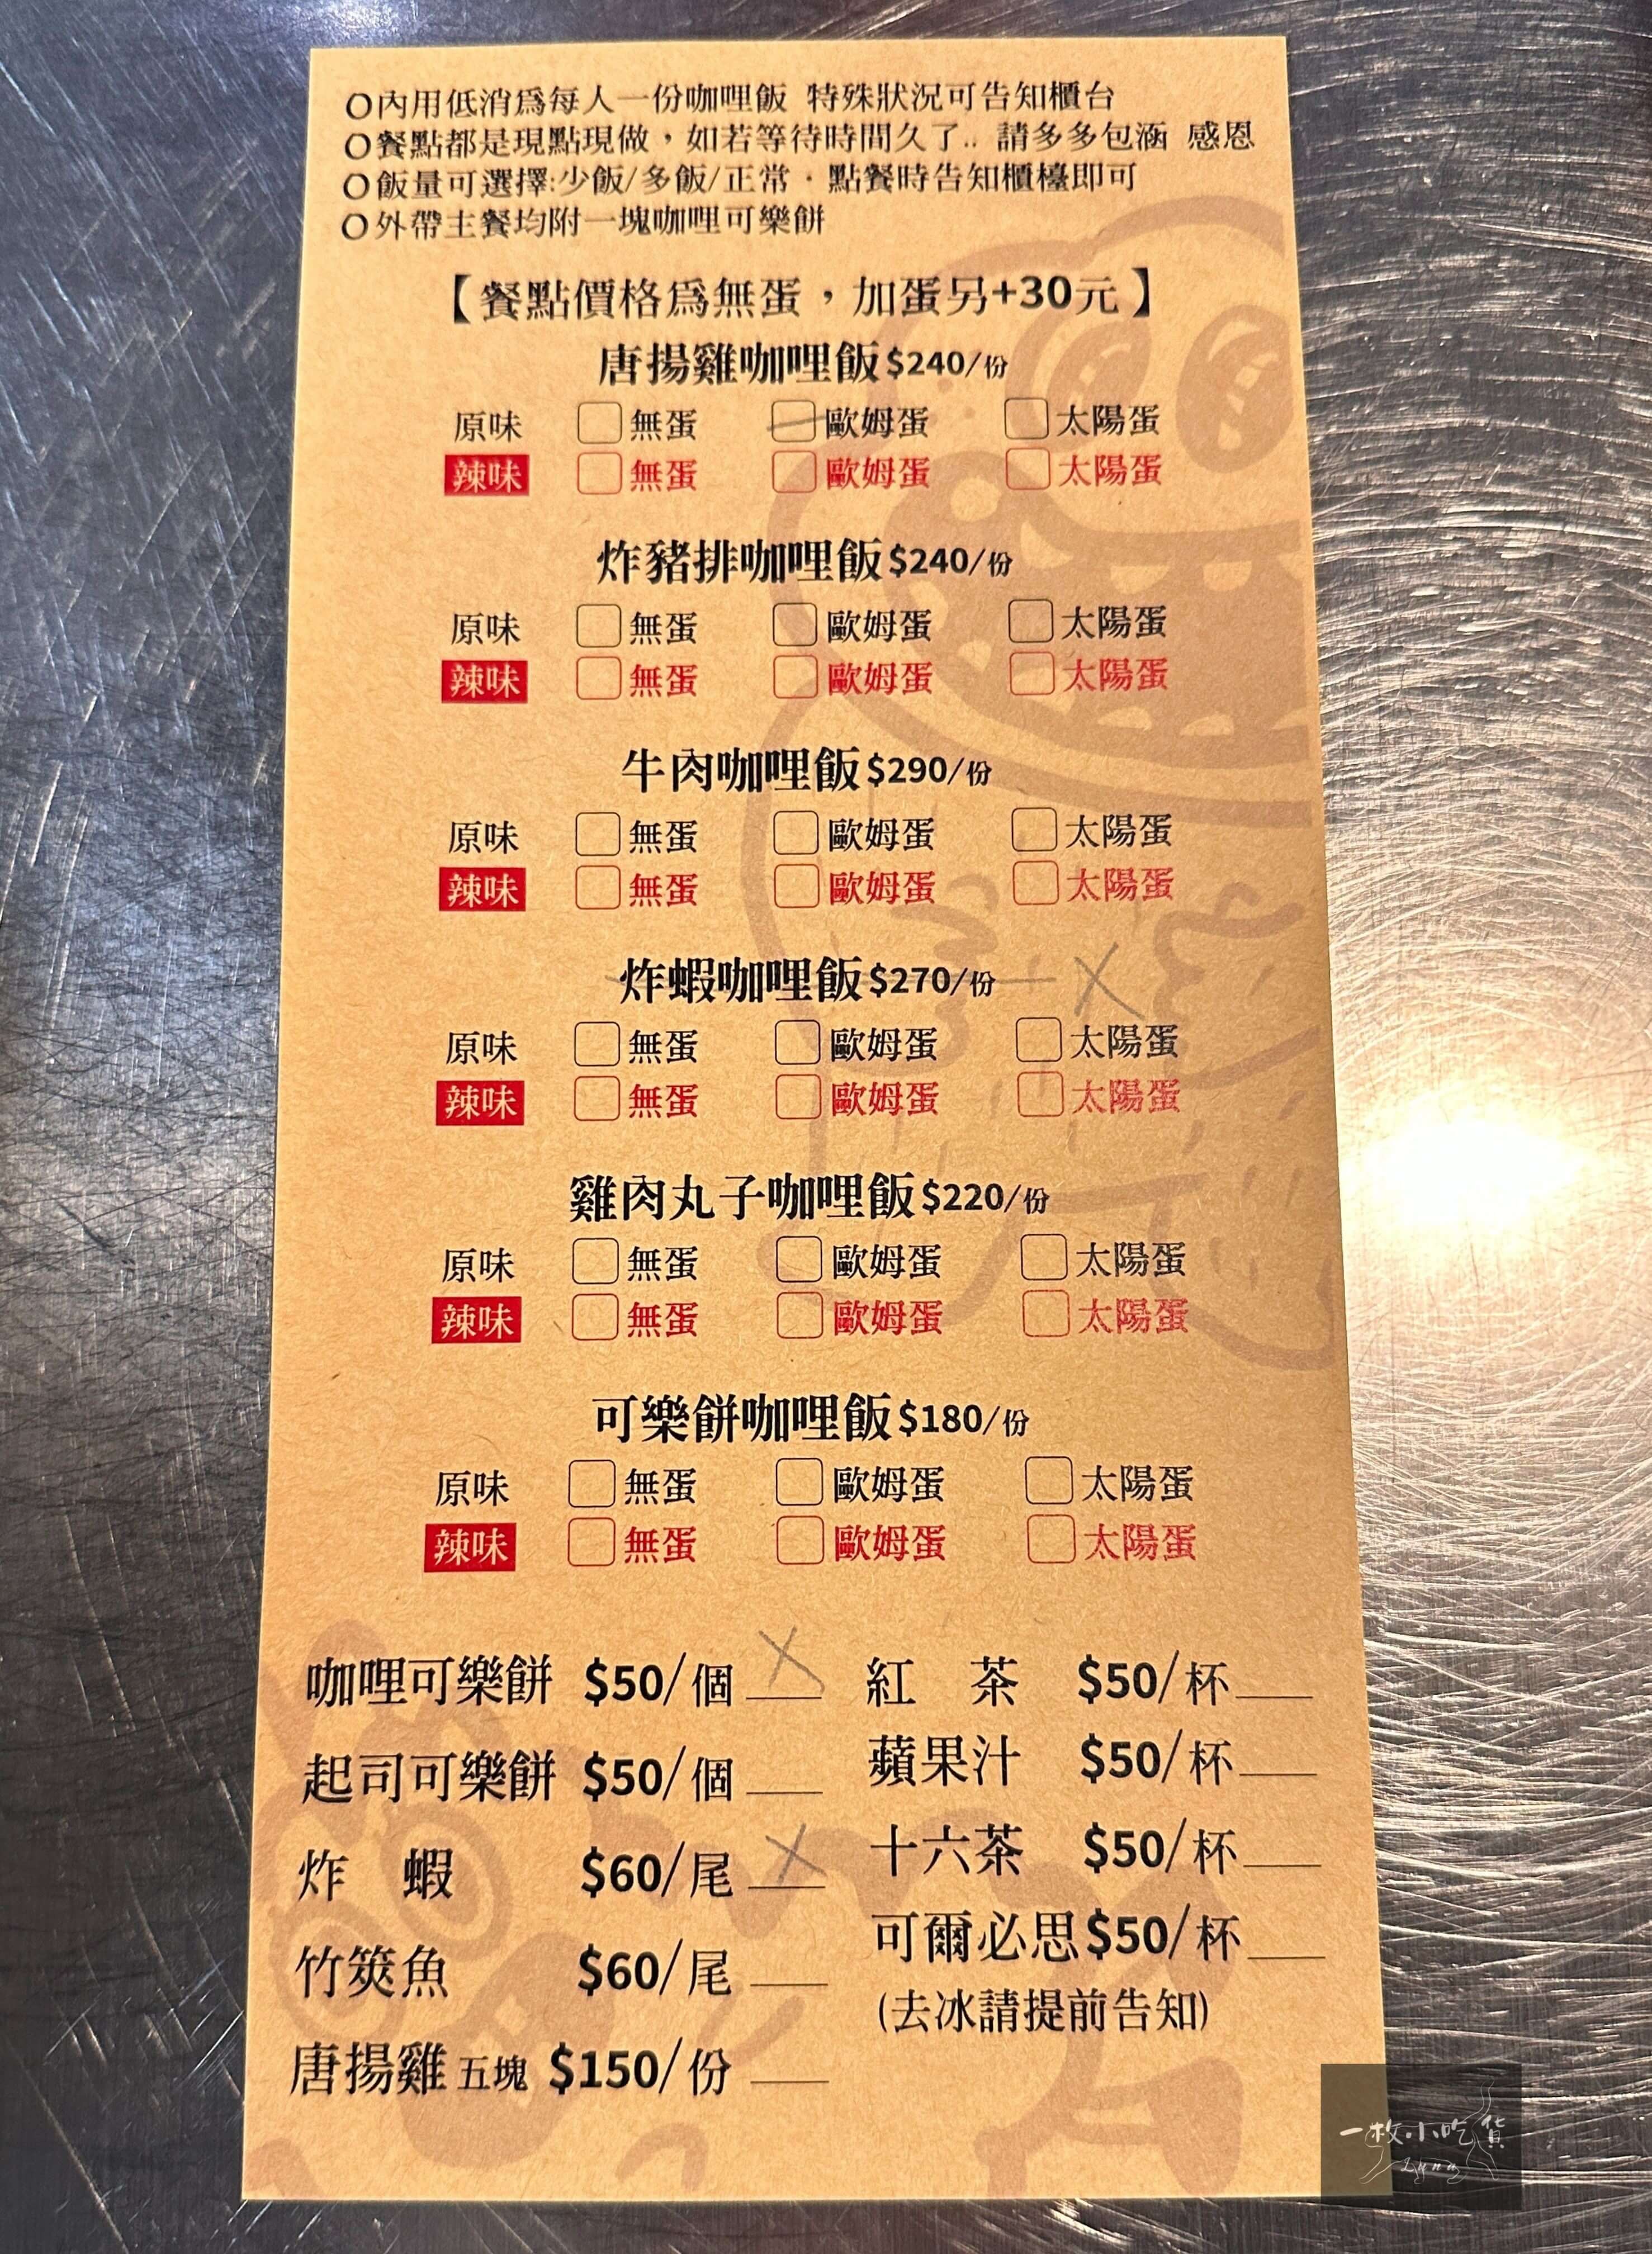 O內用低消為每人一份咖哩飯 特殊狀況可告知櫃台
O餐點都是現點現做，如若等待時間久了.. 請多多包涵 感恩
O飯量可選擇:少飯/多飯/正常．點餐時告知櫃檯即可
O外帶主餐均附一塊咖哩可樂餅
【餐點價格為無蛋，加蛋另+30元】
唐揚雞咖哩飯$240/份
原味 無蛋 歐姆蛋 太陽蛋
辣味 無蛋 歐姆蛋 太陽蛋
炸豬排咖哩飯$240/份
原味 無蛋 歐姆蛋 太陽蛋
辣味 無蛋 歐姆蛋 太陽蛋
牛肉咖哩飯$290/份
原味 無蛋 歐姆蛋 太陽蛋
辣味 無蛋 歐姆蛋 太陽蛋
炸蝦咖哩飯$270/份 X
原味 無蛋 歐姆蛋 太陽蛋
辣味 無蛋 歐姆蛋 太陽蛋
雞肉丸子咖哩飯$220/份
原味 無蛋 歐姆蛋 太陽蛋
辣味 無蛋 歐姆蛋 太陽蛋
可樂餅咖哩飯$180/份
原味 無蛋 歐姆蛋 太陽蛋
辣味 無蛋 歐姆蛋 太陽蛋
咖哩可樂餅 $50/個 X
起司可樂餅 $50/個
炸 蝦 $60/尾 X
竹筴魚 $60/尾
唐揚雞 五塊 $150/份
紅 茶 $50/杯
蘋果汁 $50/杯
十六茶 $50/杯
可爾必思$50/杯
(去冰請提前告知)
一枚小吃貨
Lynn